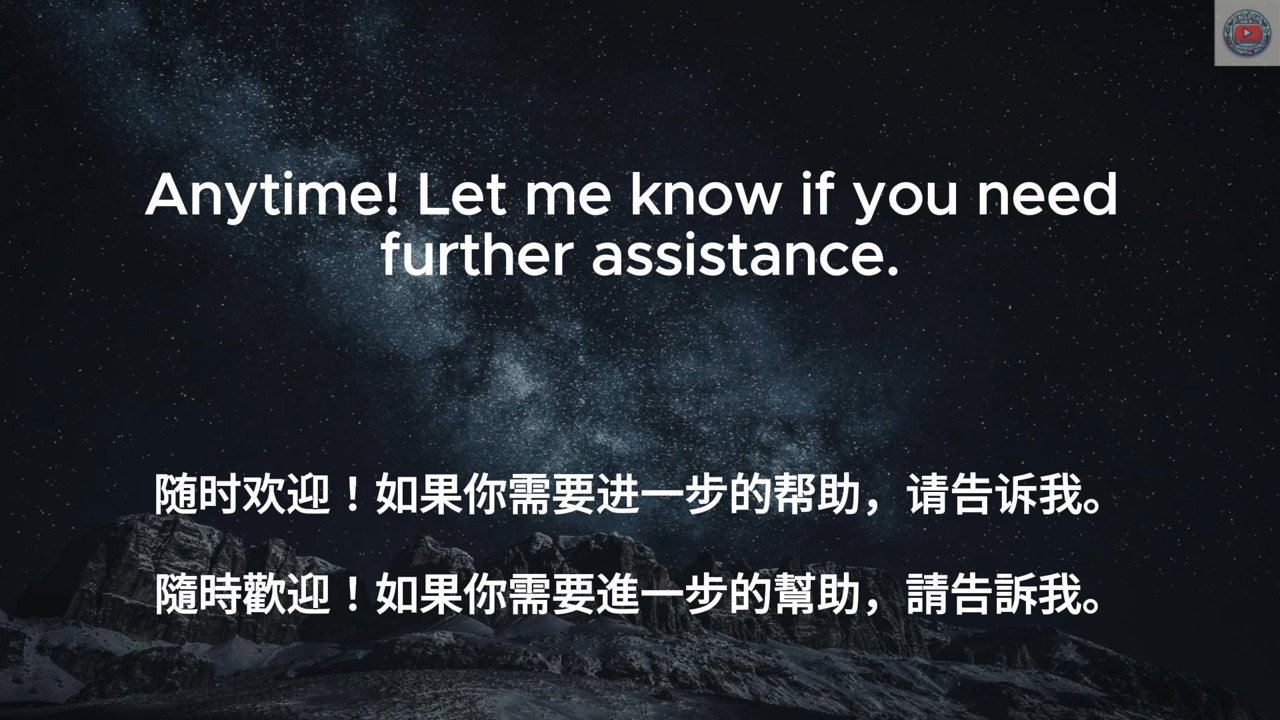 Anytime! Let me know if you need
further assistance.
随时欢迎！如果你需要进一步的帮助，请告诉我。
隨時歡迎！如果你需要進一步的幫助，請告訴我。